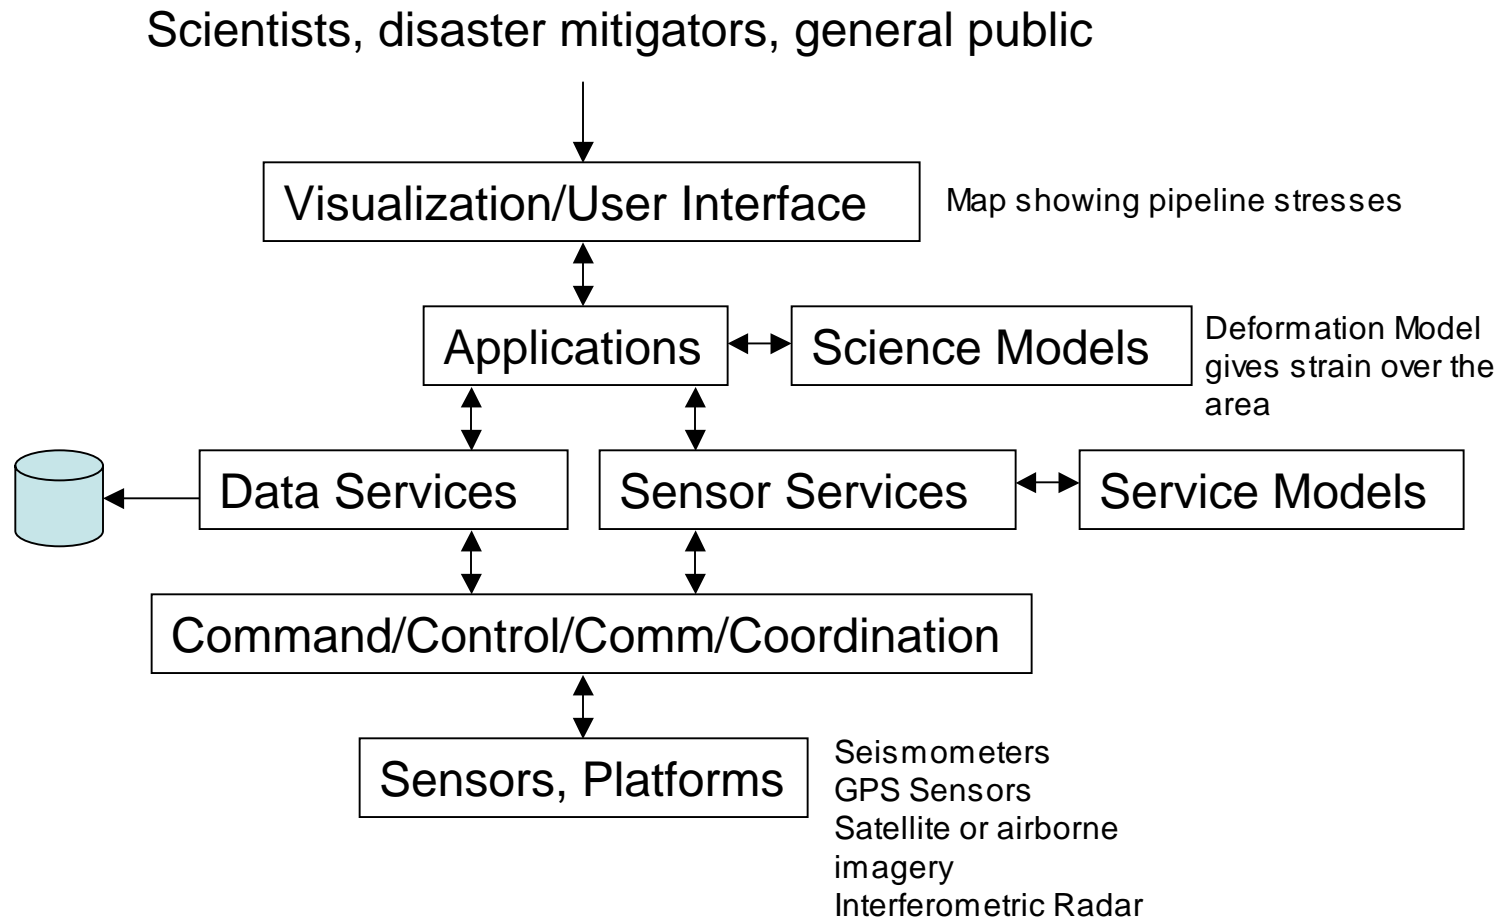 Scientists, disaster mitigators, general public
Visualization/User Interface
Map showing pipeline stresses
Applications
Science Models
Deformation Model
gives strain over the
area
Data Services
Sensor Services
Service Models
Command/Control/Comm/Coordination
Sensors, Platforms
Seismometers
GPS Sensors
Satellite or airborne
imagery
Interferometric Radar